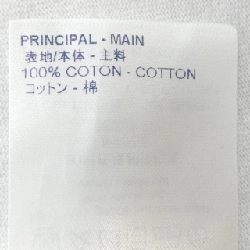 PRINCIPAL - MAIN
表地/本体 - 主料
100% COTON - COTTON
コットン - 棉